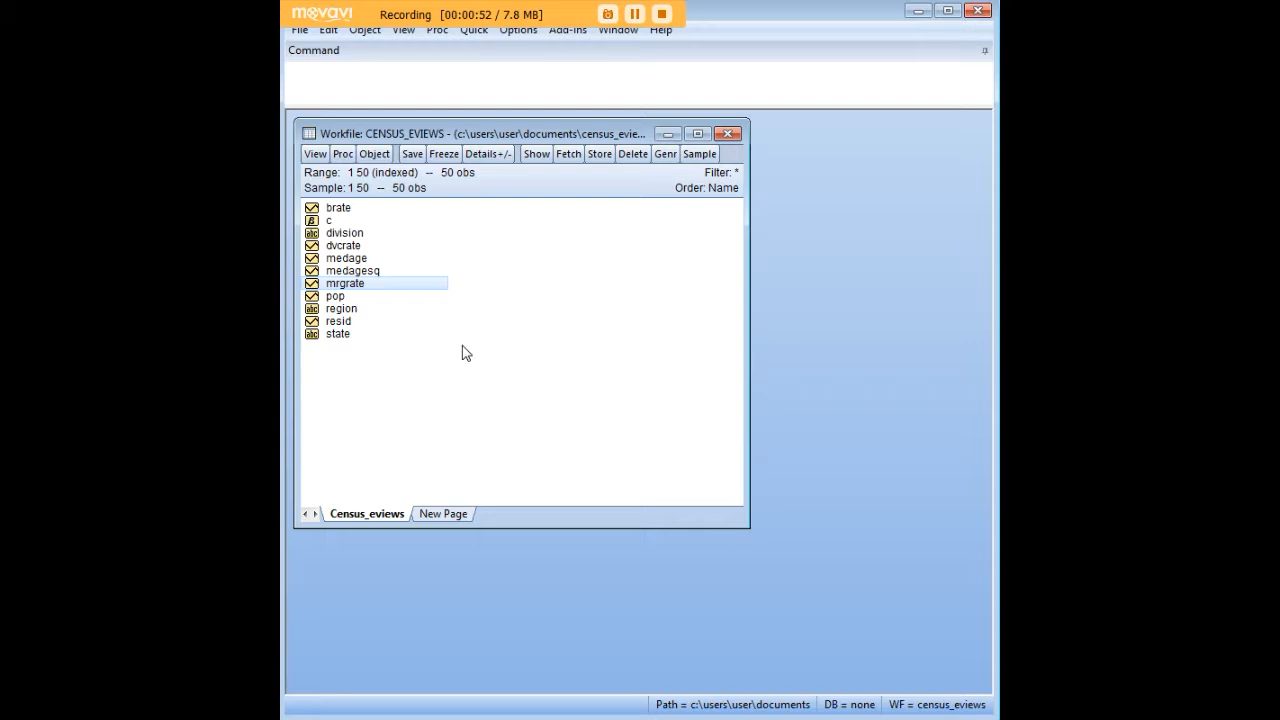 movavi Recording [00:00:52 / 7.8 MB]
File Edit Object View Proc Quick Options Add-ins Window Help
Command
Workfile: CENSUS_EVIEWS - (c:\users\user\documents\census_evie...
View Proc Object Save Freeze Details+/- Show Fetch Store Delete Genr Sample
Range: 1 50 (indexed) -- 50 obs Filter: *
Sample: 1 50 -- 50 obs Order: Name
brate
β c
abc division
dvcrate
medage
medagesq
mrgrate
pop
abc region
resid
abc state
Census_eviews New Page
Path = c:\users\user\documents DB = none WF = census_eviews